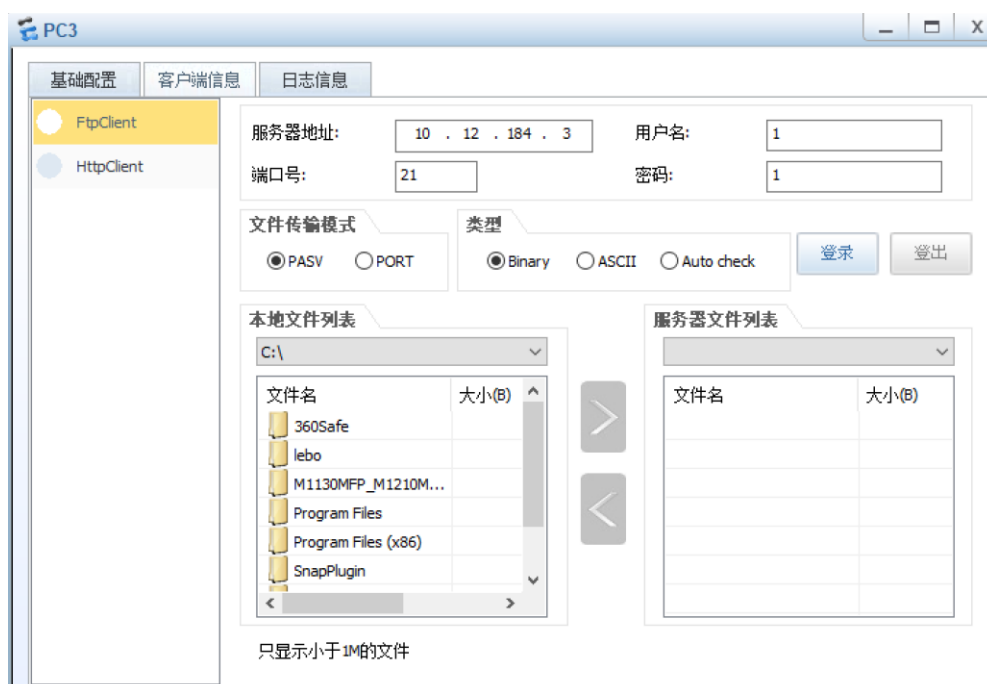 PC3
基础配置 客户端信息 日志信息
FtpClient
HttpClient
服务器地址: 10 . 12 . 184 . 3 用户名: 1
端口号: 21 密码: 1
文件传输模式 类型
PASV PORT Binary ASCII Auto check 登录 登出
本地文件列表 服务器文件列表
C:\
文件名 大小(B) 文件名 大小(B)
360Safe
lebo
M1130MFP_M1210M...
Program Files
Program Files (x86)
SnapPlugin
只显示小于1M的文件